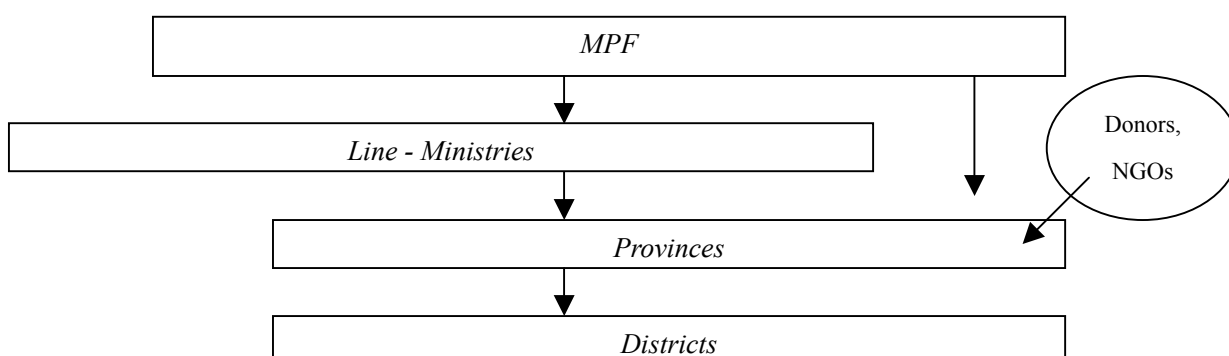 MPF
Donors,
Line - Ministries
NGOs
Provinces
Districts